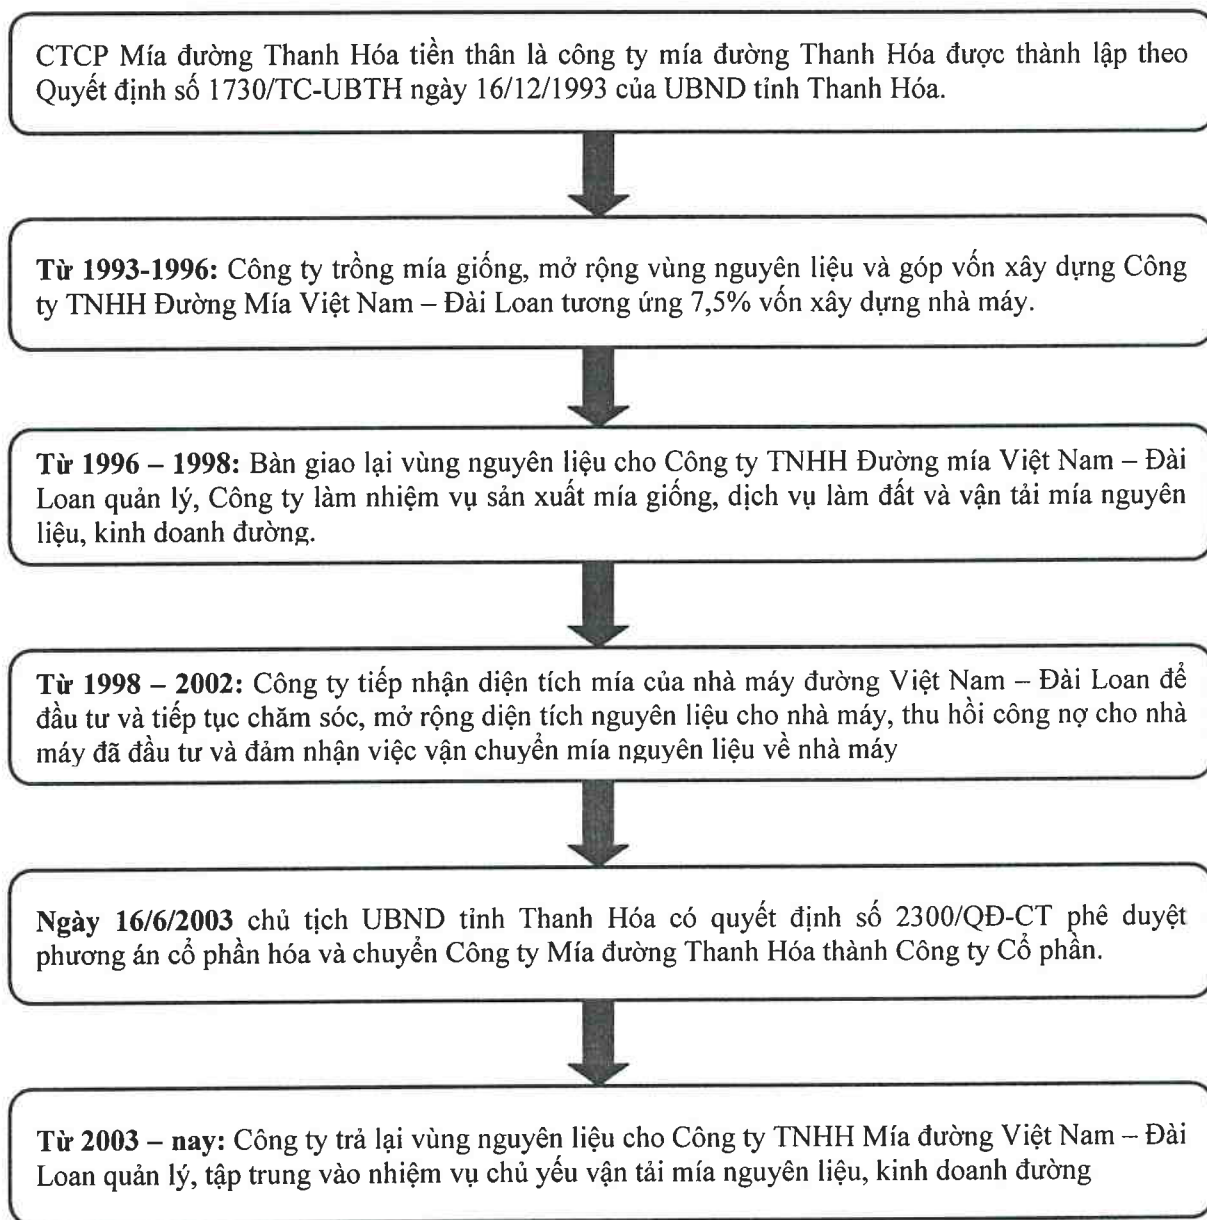 CTCP Mía đường Thanh Hóa tiền thân là công ty mía đường Thanh Hóa được thành lập theo
Quyết định số 1730/TC-UBTH ngày 16/12/1993 của UBND tỉnh Thanh Hóa.
Từ 1993-1996: Công ty trồng mía giống, mở rộng vùng nguyên liệu và góp vốn xây dựng Công
ty TNHH Đường Mía Việt Nam – Đài Loan tương ứng 7,5% vốn xây dựng nhà máy.
Từ 1996 – 1998: Bàn giao lại vùng nguyên liệu cho Công ty TNHH Đường mía Việt Nam – Đài
Loan quản lý, Công ty làm nhiệm vụ sản xuất mía giống, dịch vụ làm đất và vận tải mía nguyên
liệu, kinh doanh đường.
Từ 1998 – 2002: Công ty tiếp nhận diện tích mía của nhà máy đường Việt Nam – Đài Loan để
đầu tư và tiếp tục chăm sóc, mở rộng diện tích nguyên liệu cho nhà máy, thu hồi công nợ cho nhà
máy đã đầu tư và đảm nhận việc vận chuyển mía nguyên liệu về nhà máy
Ngày 16/6/2003 chủ tịch UBND tỉnh Thanh Hóa có quyết định số 2300/QĐ-CT phê duyệt
phương án cổ phần hóa và chuyển Công ty Mía đường Thanh Hóa thành Công ty Cổ phần.
Từ 2003 – nay: Công ty trả lại vùng nguyên liệu cho Công ty TNHH Mía đường Việt Nam – Đài
Loan quản lý, tập trung vào nhiệm vụ chủ yếu vận tải mía nguyên liệu, kinh doanh đường